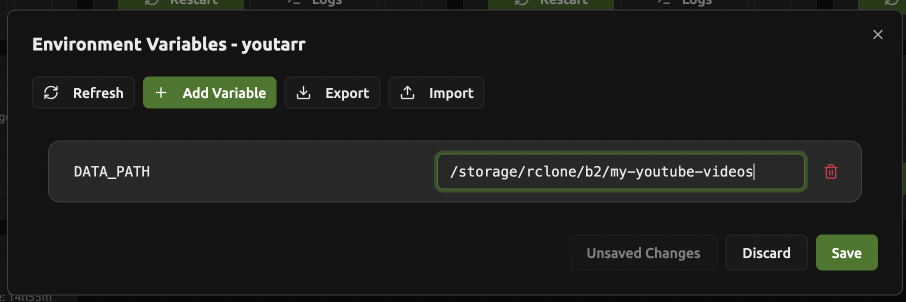 Restart Logs Restart Logs
Environment Variables - youtarr
Refresh Add Variable Export Import
DATA_PATH /storage/rclone/b2/my-youtube-videos
Unsaved Changes Discard Save
14h55m